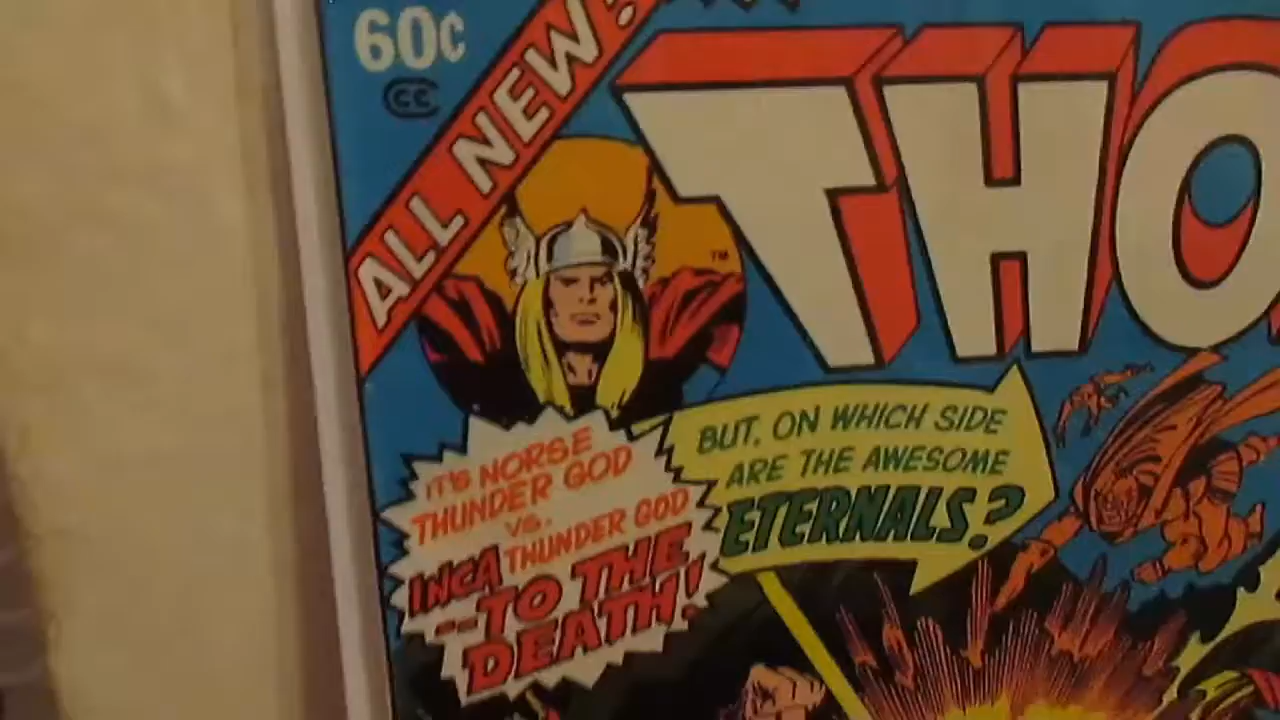 60¢
CC
ALL NEW!
THO
TM
IT'S NORSE
THUNDER GOD
VS.
INCA THUNDER GOD
--TO THE
DEATH!
BUT, ON WHICH SIDE
ARE THE AWESOME
ETERNALS?